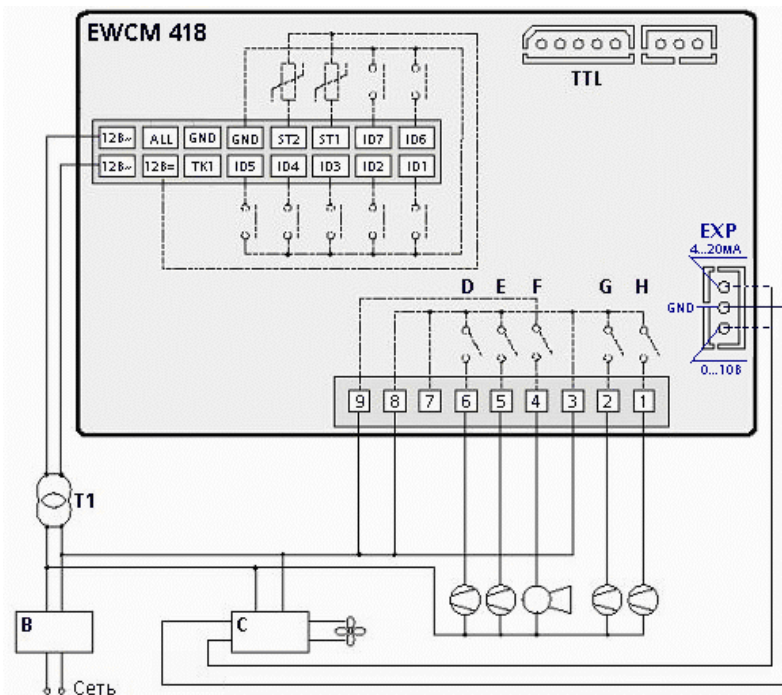 EWCM 418
TTL
12В~ ALL GND GND ST2 ST1 ID7 ID6
12В~ 12В= TK1 ID5 ID4 ID3 ID2 ID1
EXP
4...20мА
GND
0...10В
D E F G H
9 8 7 6 5 4 3 2 1
T1
B
C
Сеть